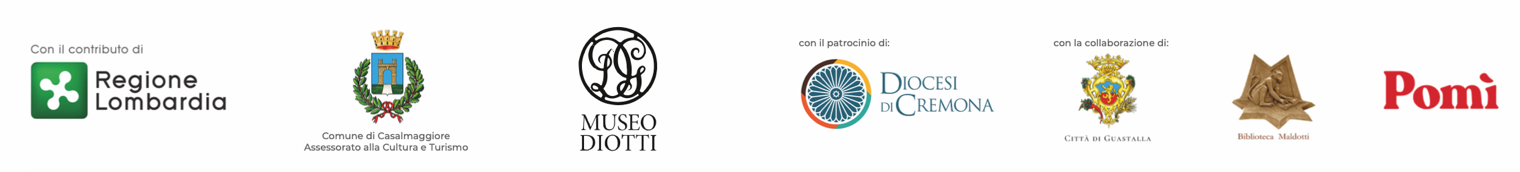 Con il contributo di
Regione
Lombardia
Comune di Casalmaggiore
Assessorato alla Cultura e Turismo
DG
MUSEO
DIOTTI
con il patrocinio di:
DIOCESI
DI CREMONA
con la collaborazione di:
CITTÀ DI GUASTALLA
Biblioteca Maldotti
Pomì